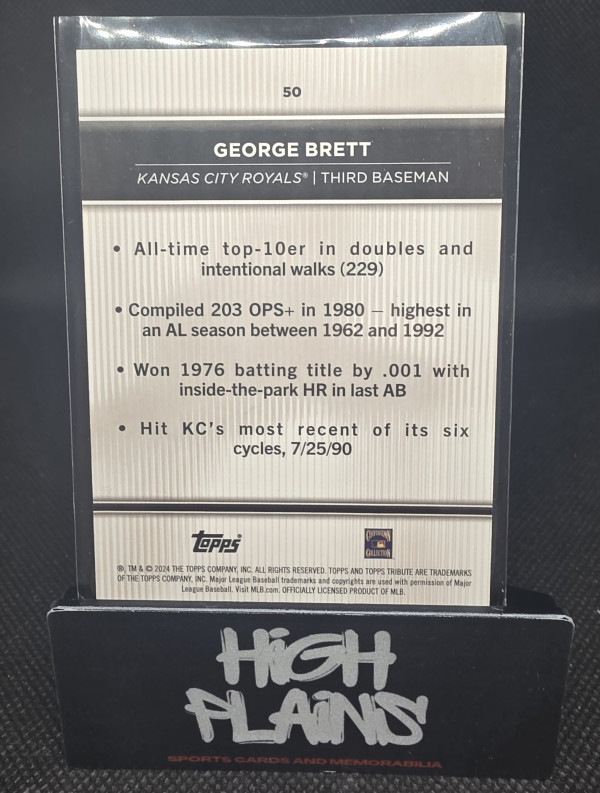 50
GEORGE BRETT
KANSAS CITY ROYALS® | THIRD BASEMAN
• All-time top-10er in doubles and
intentional walks (229)
• Compiled 203 OPS+ in 1980 — highest in
an AL season between 1962 and 1992
• Won 1976 batting title by .001 with
inside-the-park HR in last AB
• Hit KC's most recent of its six
cycles, 7/25/90
topps®
COOPERSTOWN
COLLECTION
®, TM & © 2024 THE TOPPS COMPANY, INC. ALL RIGHTS RESERVED. TOPPS AND TOPPS TRIBUTE ARE TRADEMARKS
OF THE TOPPS COMPANY, INC. Major League Baseball trademarks and copyrights are used with permission of Major
League Baseball. Visit MLB.com. OFFICIALLY LICENSED PRODUCT OF MLB.
HiGH
PLAiNS
SPORTS CARDS AND MEMORABILIA